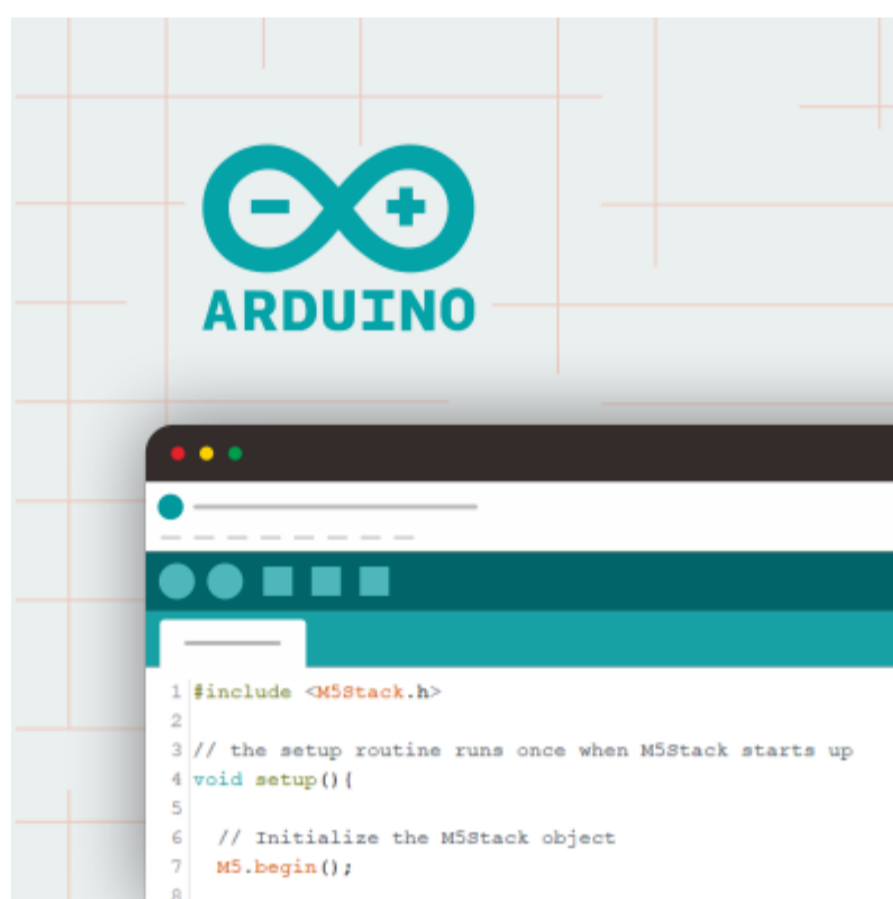 ARDUINO
1 #include <M5Stack.h>
2
3 // the setup routine runs once when M5Stack starts up
4 void setup(){
5
6 // Initialize the M5Stack object
7 M5.begin();
8